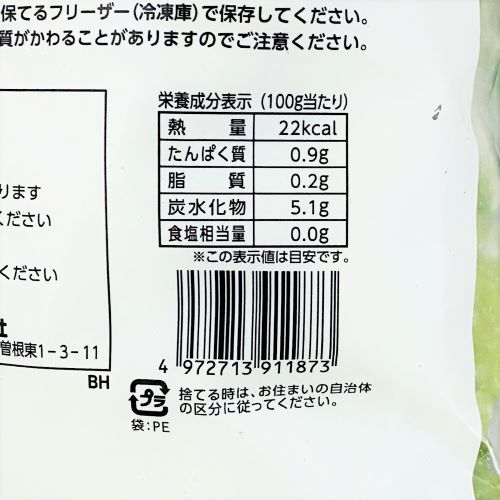 保てるフリーザー(冷凍庫)で保存してください。
質がかわることがありますのでご注意ください。
栄養成分表示(100g当たり)
熱量 22kcal
たんぱく質 0.9g
脂質 0.2g
炭水化物 5.1g
食塩相当量 0.0g
※この表示値は目安です。
ります
ください
ください
社
曽根東1-3-11
BH
4 972713 911873
プラ
袋:PE
捨てる時は、お住まいの自治体
の区分に従ってください。